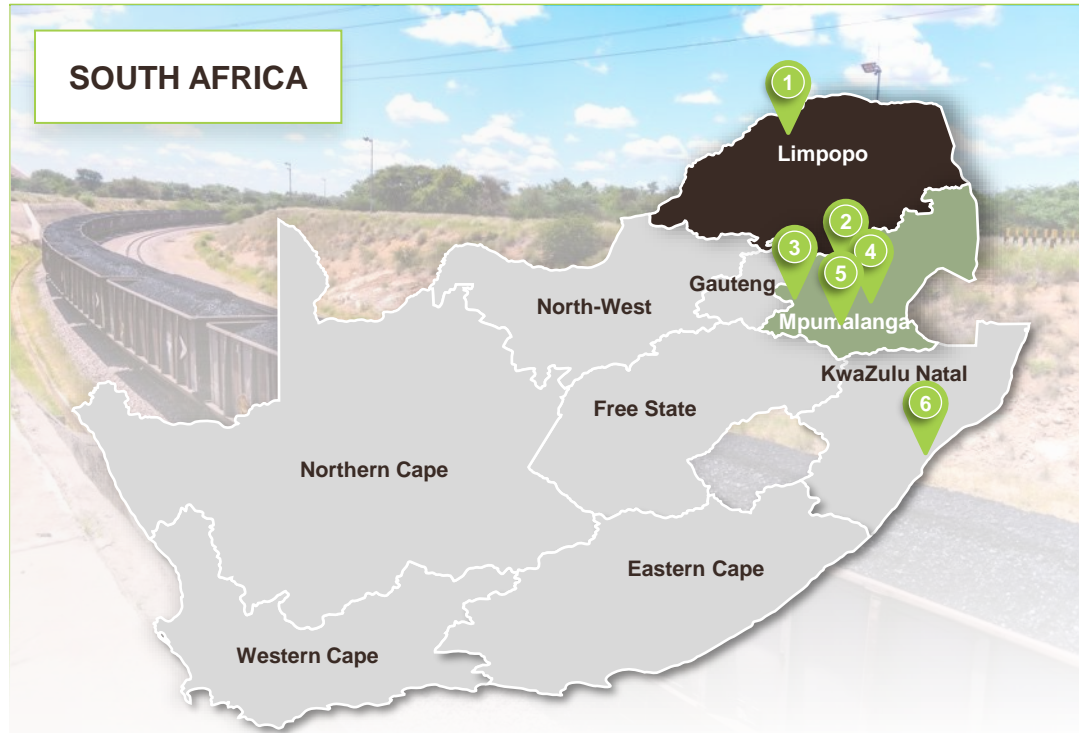 SOUTH AFRICA
1
Limpopo
2
3
4
5
Gauteng
North-West
Mpumalanga
KwaZulu Natal
6
Free State
Northern Cape
Eastern Cape
Western Cape